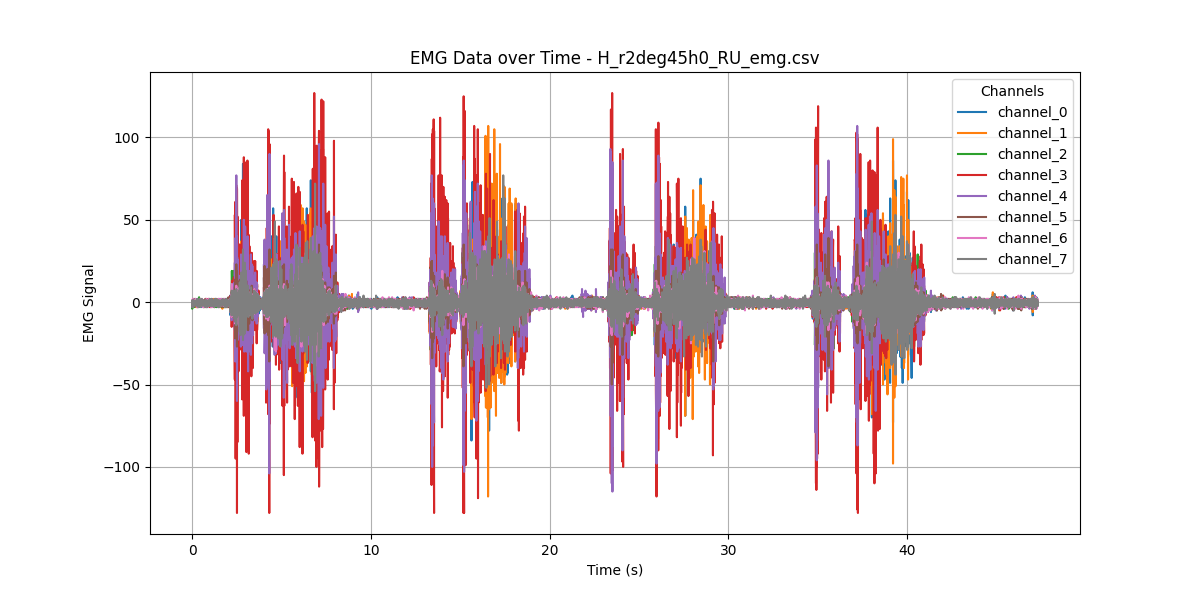 EMG Data over Time - H_r2deg45h0_RU_emg.csv
Channels
channel_0
channel_1
channel_2
channel_3
channel_4
channel_5
channel_6
channel_7
EMG Signal
100
50
0
−50
−100
0
10
20
30
40
Time (s)